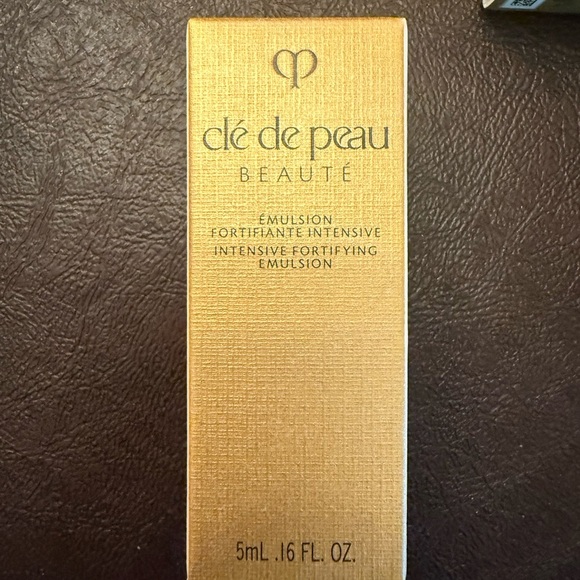 clé de peau
BEAUTÉ
ÉMULSION
FORTIFIANTE INTENSIVE
INTENSIVE FORTIFYING
EMULSION
5mL .16 FL. OZ.